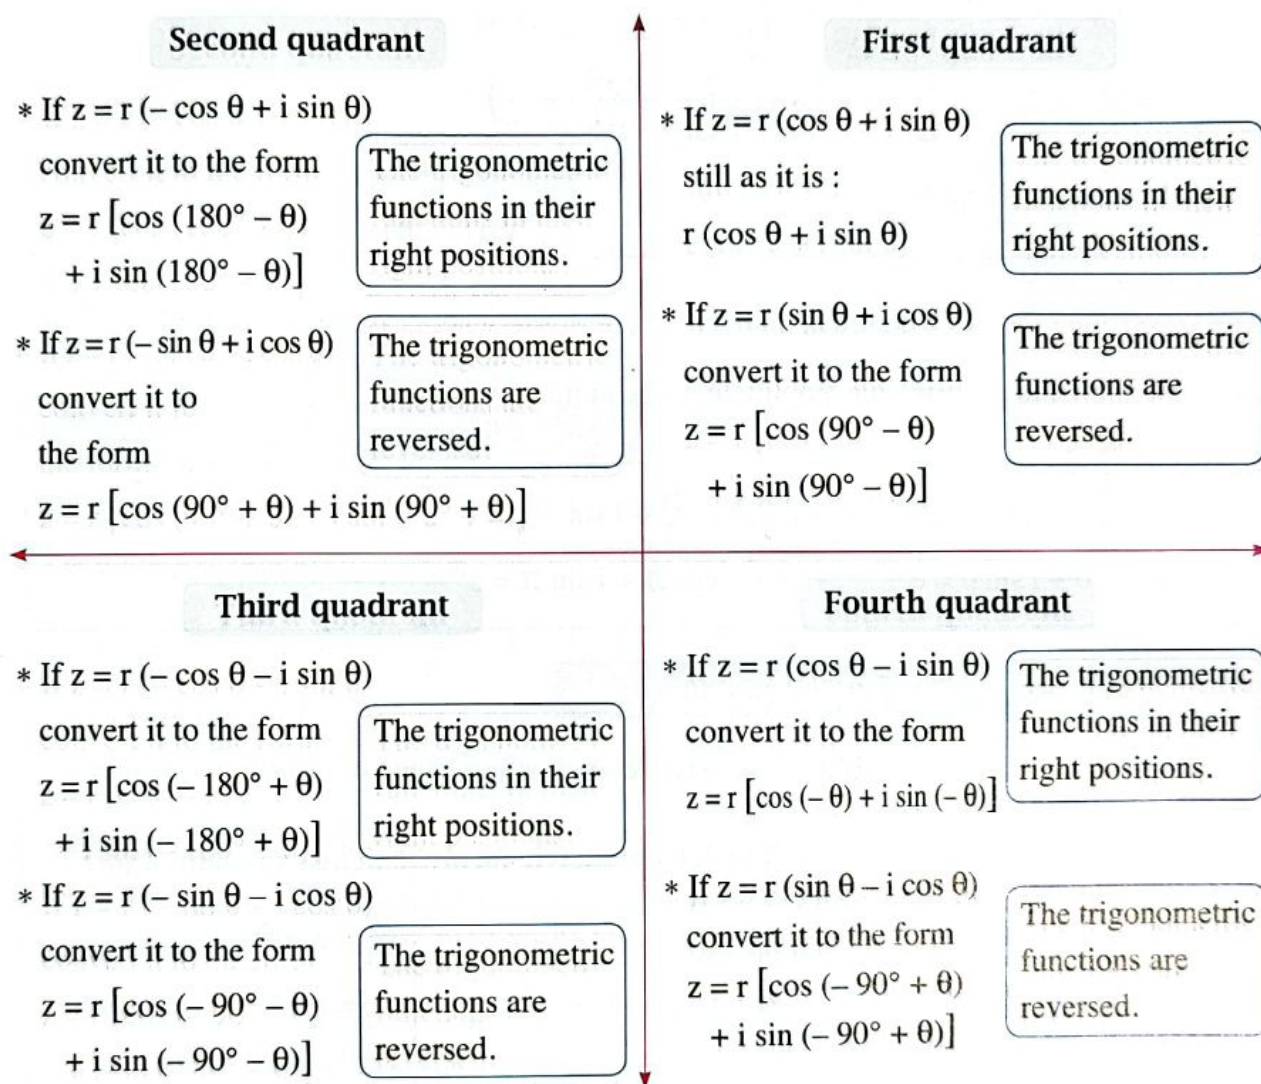 Second quadrant
* If z = r (– cos θ + i sin θ)
convert it to the form
z = r [cos (180° – θ)
+ i sin (180° – θ)]
The trigonometric
functions in their
right positions.
* If z = r (– sin θ + i cos θ)
convert it to
the form
z = r [cos (90° + θ) + i sin (90° + θ)]
The trigonometric
functions are
reversed.
First quadrant
* If z = r (cos θ + i sin θ)
still as it is :
r (cos θ + i sin θ)
The trigonometric
functions in their
right positions.
* If z = r (sin θ + i cos θ)
convert it to the form
z = r [cos (90° – θ)
+ i sin (90° – θ)]
The trigonometric
functions are
reversed.
Third quadrant
* If z = r (– cos θ – i sin θ)
convert it to the form
z = r [cos (– 180° + θ)
+ i sin (– 180° + θ)]
The trigonometric
functions in their
right positions.
* If z = r (– sin θ – i cos θ)
convert it to the form
z = r [cos (– 90° – θ)
+ i sin (– 90° – θ)]
The trigonometric
functions are
reversed.
Fourth quadrant
* If z = r (cos θ – i sin θ)
convert it to the form
z = r [cos (– θ) + i sin (– θ)]
The trigonometric
functions in their
right positions.
* If z = r (sin θ – i cos θ)
convert it to the form
z = r [cos (– 90° + θ)
+ i sin (– 90° + θ)]
The trigonometric
functions are
reversed.